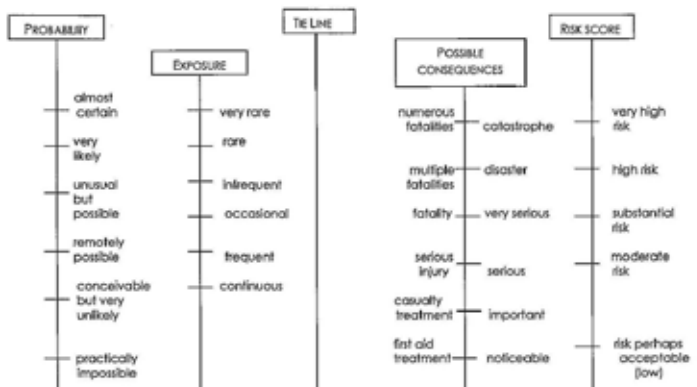 PROBABILITY
almost
certain
very
likely
unusual
but
possible
remotely
possible
conceivable
but very
unlikely
practically
impossible
EXPOSURE
very rare
rare
infrequent
occasional
frequent
continuous
TIE LINE
POSSIBLE
CONSEQUENCES
numerous
fatalities
catastrophe
multiple
fatalities
disaster
fatality
very serious
serious
injury
serious
casualty
treatment
important
first aid
treatment
noticeable
RISK SCORE
very high
risk
high risk
substantial
risk
moderate
risk
risk perhaps
acceptable
(low)